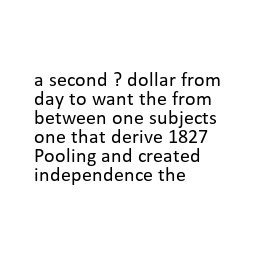 a second ? dollar from
day to want the from
between one subjects
one that derive 1827
Pooling and created
independence the